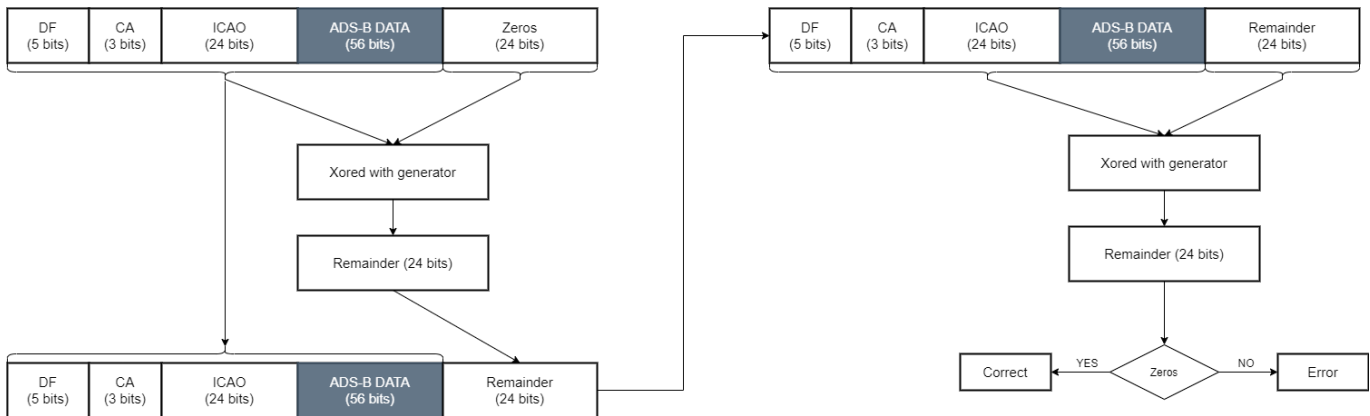 DF
(5 bits)
CA
(3 bits)
ICAO
(24 bits)
ADS-B DATA
(56 bits)
Zeros
(24 bits)
Xored with generator
Remainder (24 bits)
DF
(5 bits)
CA
(3 bits)
ICAO
(24 bits)
ADS-B DATA
(56 bits)
Remainder
(24 bits)
DF
(5 bits)
CA
(3 bits)
ICAO
(24 bits)
ADS-B DATA
(56 bits)
Remainder
(24 bits)
Xored with generator
Remainder (24 bits)
Correct
YES
Zeros
NO
Error